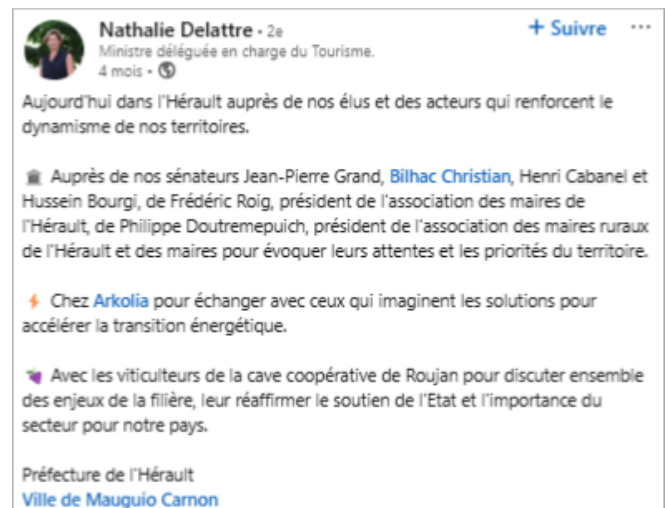 Nathalie Delattre • 2e
+ Suivre ...
Ministre déléguée en charge du Tourisme.
4 mois •
Aujourd'hui dans l'Hérault auprès de nos élus et des acteurs qui renforcent le
dynamisme de nos territoires.
🏛 Auprès de nos sénateurs Jean-Pierre Grand, Bilhac Christian, Henri Cabanel et
Hussein Bourgi, de Frédéric Roig, président de l'association des maires de
l'Hérault, de Philippe Doutremepuich, président de l'association des maires ruraux
de l'Hérault et des maires pour évoquer leurs attentes et les priorités du territoire.
⚡ Chez Arkolia pour échanger avec ceux qui imaginent les solutions pour
accélérer la transition énergétique.
🍇 Avec les viticulteurs de la cave coopérative de Roujan pour discuter ensemble
des enjeux de la filière, leur réaffirmer le soutien de l'Etat et l'importance du
secteur pour notre pays.
Préfecture de l'Hérault
Ville de Mauguio Carnon